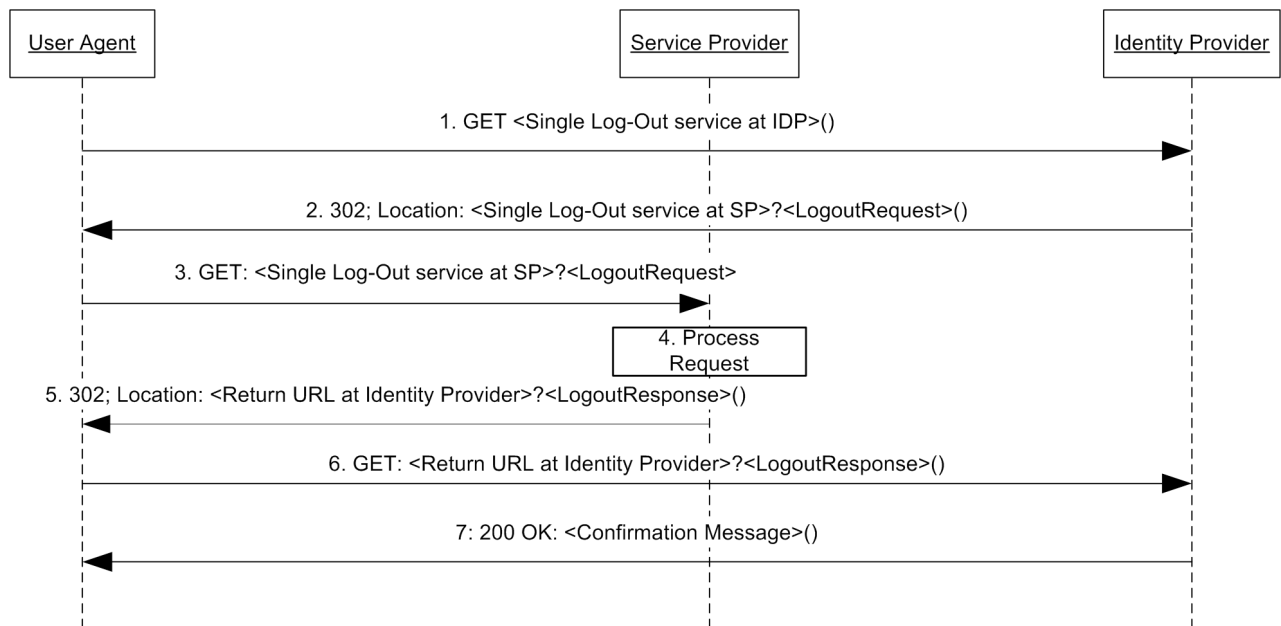 User Agent
Service Provider
Identity Provider
1. GET <Single Log-Out service at IDP>()
2. 302; Location: <Single Log-Out service at SP>?<LogoutRequest>()
3. GET: <Single Log-Out service at SP>?<LogoutRequest>
4. Process
Request
5. 302; Location: <Return URL at Identity Provider>?<LogoutResponse>()
6. GET: <Return URL at Identity Provider>?<LogoutResponse>()
7: 200 OK: <Confirmation Message>()